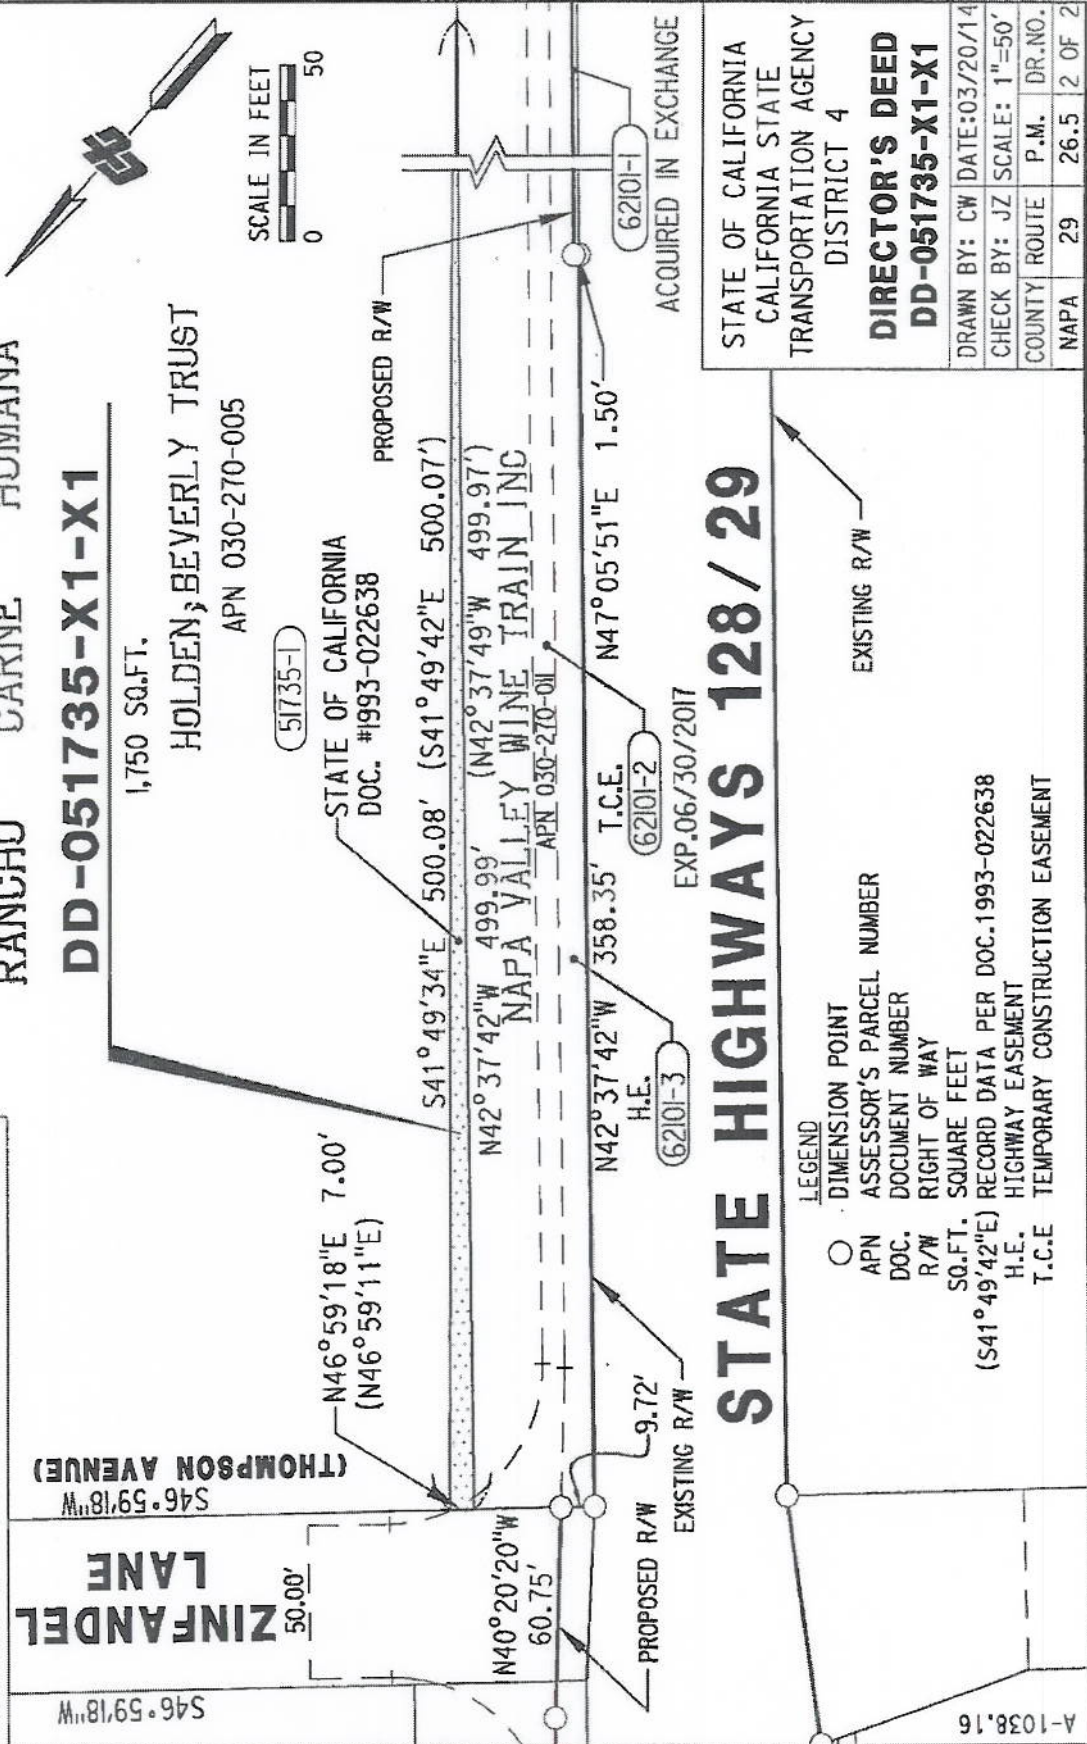 RANCHO CARNE HUMANA
DD-051735-X1-X1
1,750 SQ.FT.
HOLDEN, BEVERLY TRUST
APN 030-270-005
SCALE IN FEET
0 50
51735-1
STATE OF CALIFORNIA
DOC. #1993-022638
PROPOSED R/W
N46°59'18"E 7.00'
(N46°59'11"E)
(THOMPSON AVENUE)
S46°59'18"W
ZINFANDEL
LANE
50.00'
S46°59'18"W
S41°49'34"E 500.08' (S41°49'42"E 500.07')
N42°37'42"W 499.99' (N42°37'49"W 499.97')
NAPA VALLEY WINE TRAIN INC
APN 030-270-011
N40°20'20"W
60.75'
9.72'
PROPOSED R/W
EXISTING R/W
N42°37'42"W 358.35'
H.E.
62101-3
T.C.E.
62101-2
EXP.06/30/2017
N47°05'51"E 1.50'
62101-1
ACQUIRED IN EXCHANGE
STATE HIGHWAYS 128/29
EXISTING R/W
LEGEND
DIMENSION POINT
APN ASSESSOR'S PARCEL NUMBER
DOC. DOCUMENT NUMBER
R/W RIGHT OF WAY
SQ.FT. SQUARE FEET
(S41°49'42"E) RECORD DATA PER DOC.1993-022638
H.E. HIGHWAY EASEMENT
T.C.E TEMPORARY CONSTRUCTION EASEMENT
STATE OF CALIFORNIA
CALIFORNIA STATE
TRANSPORTATION AGENCY
DISTRICT 4
DIRECTOR'S DEED
DD-051735-X1-X1
DRAWN BY: CW DATE:03/20/14
CHECK BY: JZ SCALE: 1"=50'
COUNTY ROUTE P.M. DR.NO.
NAPA 29 26.5 2 OF 2
A-1038.16